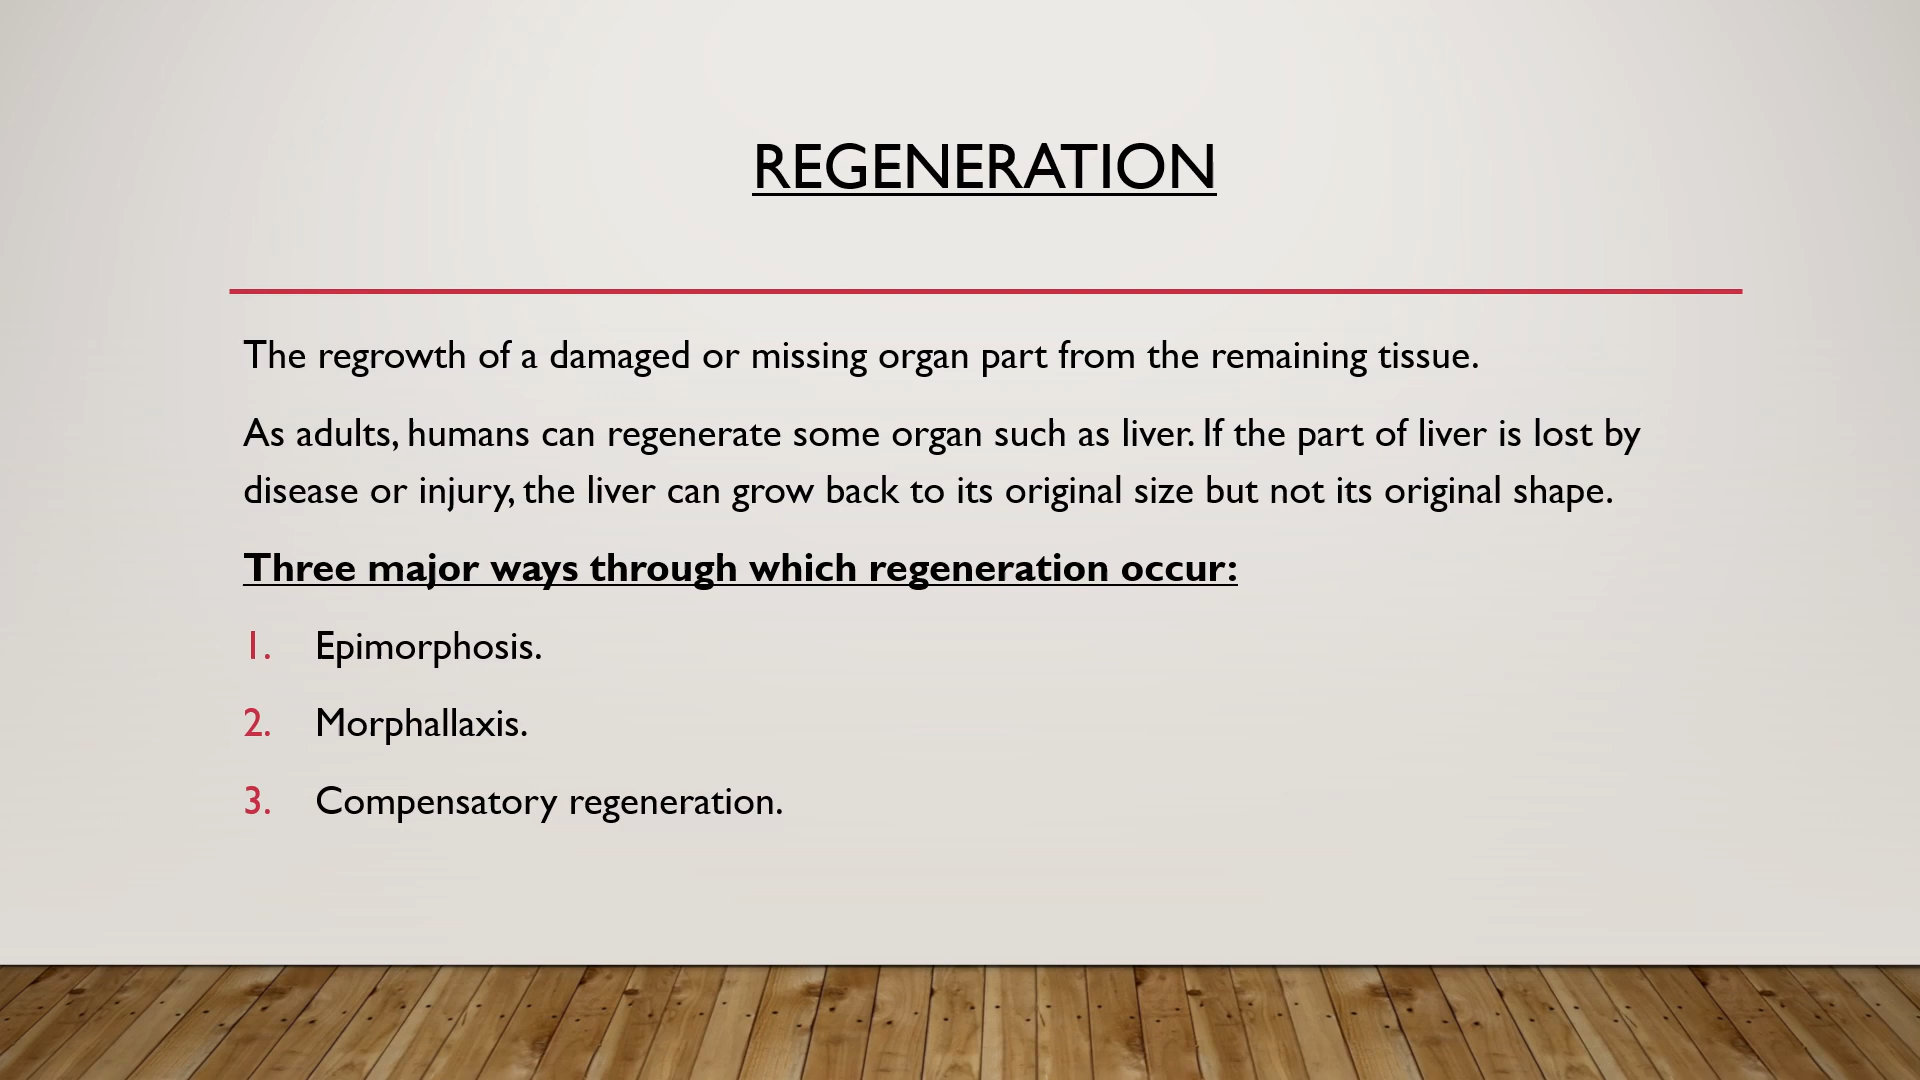 REGENERATION
The regrowth of a damaged or missing organ part from the remaining tissue.
As adults, humans can regenerate some organ such as liver. If the part of liver is lost by
disease or injury, the liver can grow back to its original size but not its original shape.
Three major ways through which regeneration occur:
1. Epimorphosis.
2. Morphallaxis.
3. Compensatory regeneration.